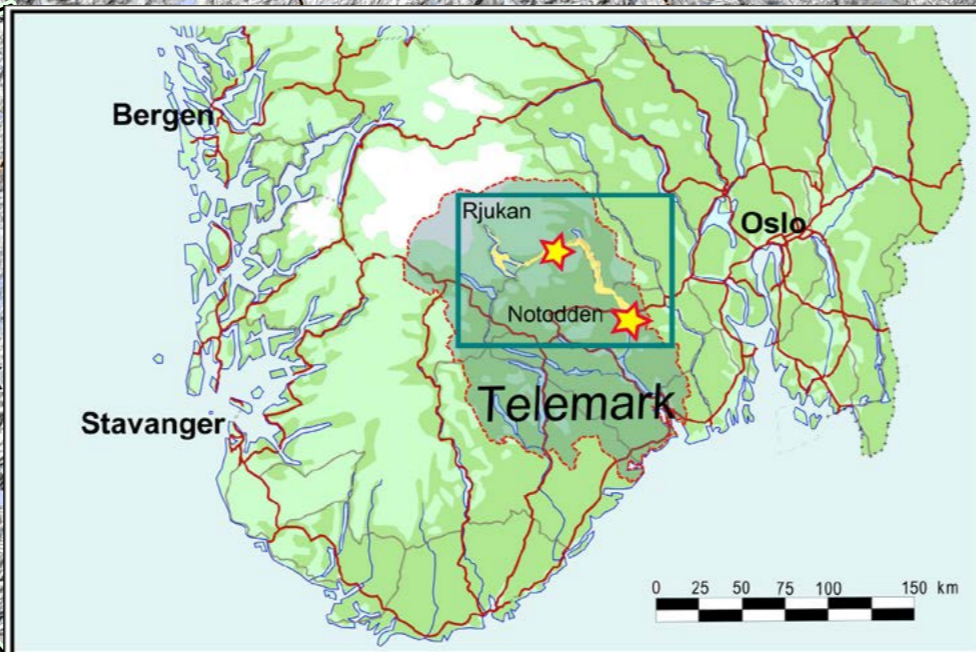 Bergen
Rjukan
Oslo
Notodden
Telemark
Stavanger
0 25 50 75 100 150 km